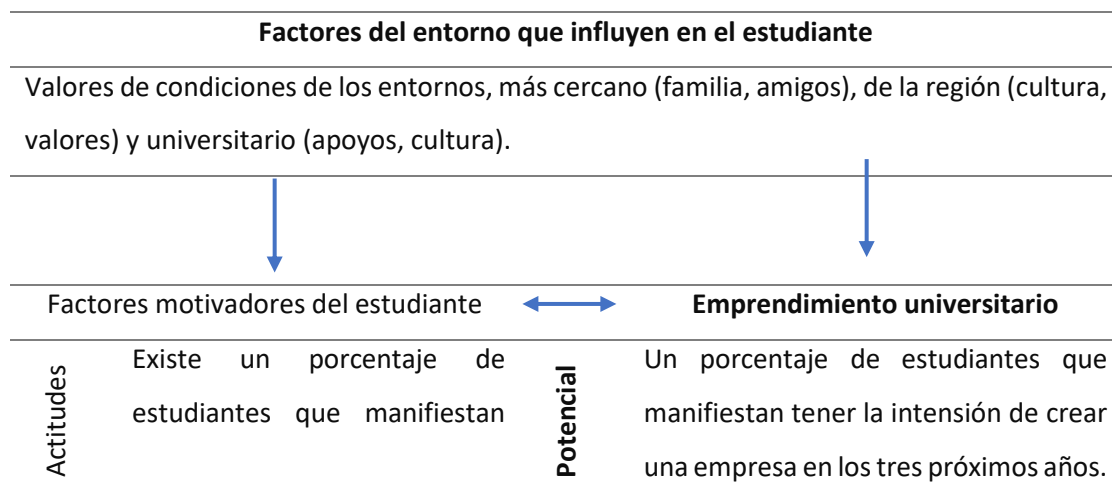 Factores del entorno que influyen en el estudiante
Valores de condiciones de los entornos, más cercano (familia, amigos), de la región (cultura,
valores) y universitario (apoyos, cultura).
Factores motivadores del estudiante
Emprendimiento universitario
Actitudes
Existe un porcentaje de
estudiantes que manifiestan
Potencial
Un porcentaje de estudiantes que
manifiestan tener la intensión de crear
una empresa en los tres próximos años.